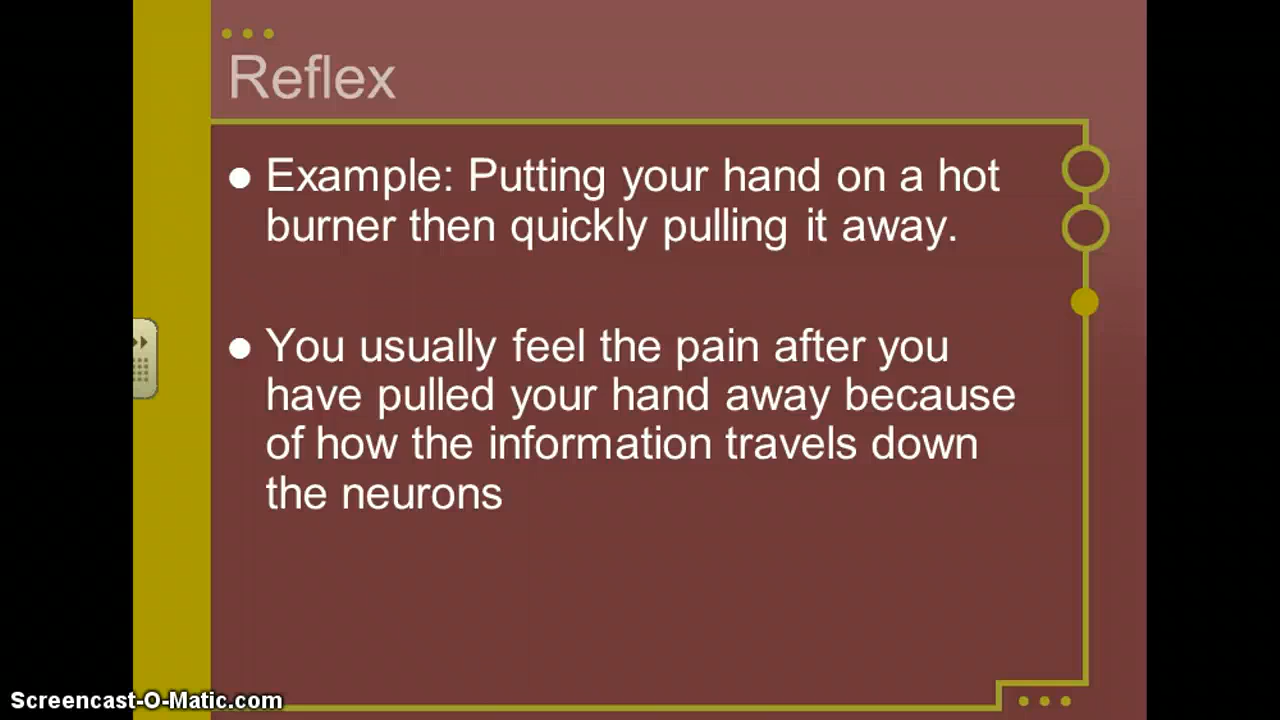 Reflex
Example: Putting your hand on a hot
burner then quickly pulling it away.
You usually feel the pain after you
have pulled your hand away because
of how the information travels down
the neurons
Screencast-O-Matic.com